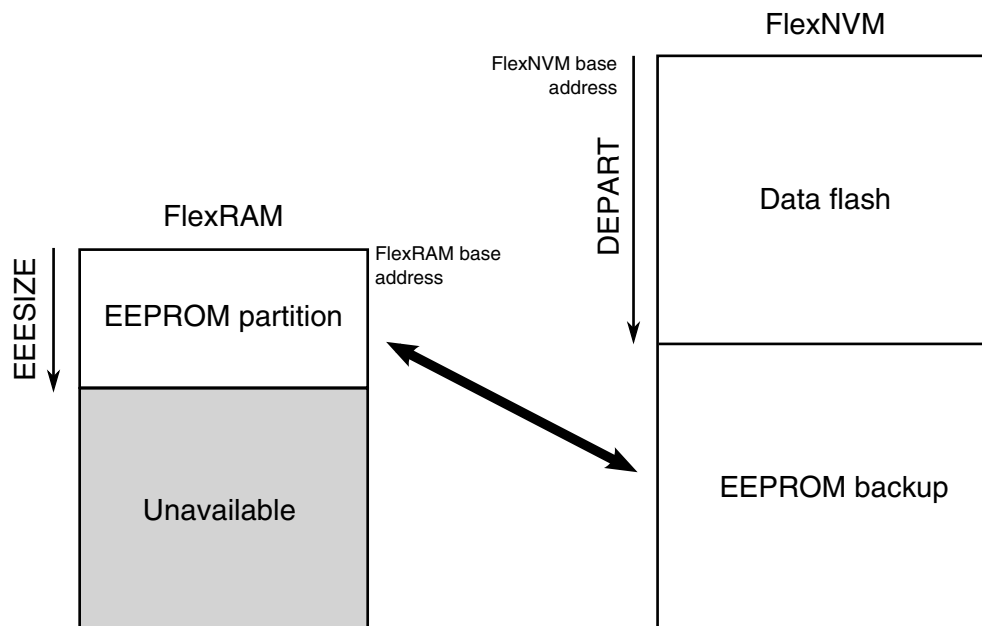 FlexNVM
FlexNVM base
address
DEPART
Data flash
FlexRAM
FlexRAM base
address
EEESIZE
EEPROM partition
EEPROM backup
Unavailable